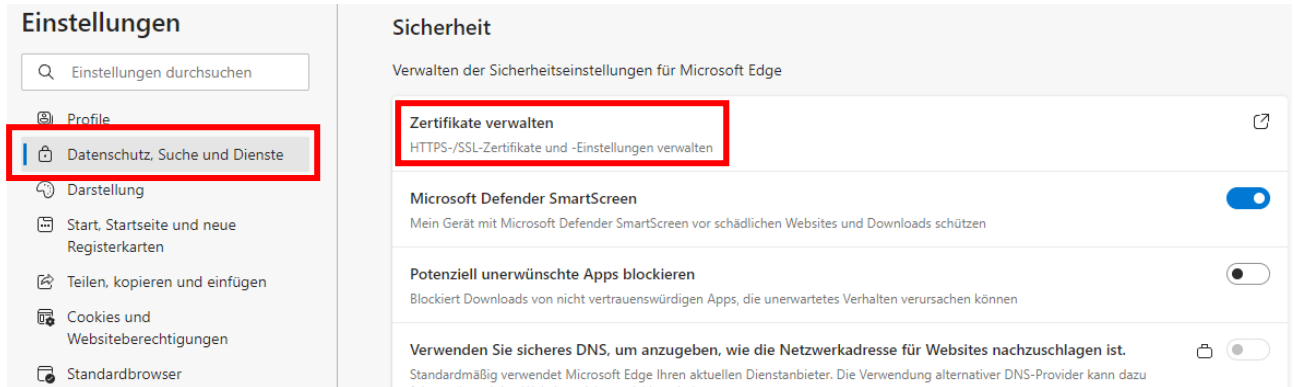 Einstellungen
Einstellungen durchsuchen
Profile
Datenschutz, Suche und Dienste
Darstellung
Start, Startseite und neue
Registerkarten
Teilen, kopieren und einfügen
Cookies und
Websiteberechtigungen
Standardbrowser
Sicherheit
Verwalten der Sicherheitseinstellungen für Microsoft Edge
Zertifikate verwalten
HTTPS-/SSL-Zertifikate und -Einstellungen verwalten
Microsoft Defender SmartScreen
Mein Gerät mit Microsoft Defender SmartScreen vor schädlichen Websites und Downloads schützen
Potenziell unerwünschte Apps blockieren
Blockiert Downloads von nicht vertrauenswürdigen Apps, die unerwartetes Verhalten verursachen können
Verwenden Sie sicheres DNS, um anzugeben, wie die Netzwerkadresse für Websites nachzuschlagen ist.
Standardmäßig verwendet Microsoft Edge Ihren aktuellen Dienstanbieter. Die Verwendung alternativer DNS-Provider kann dazu